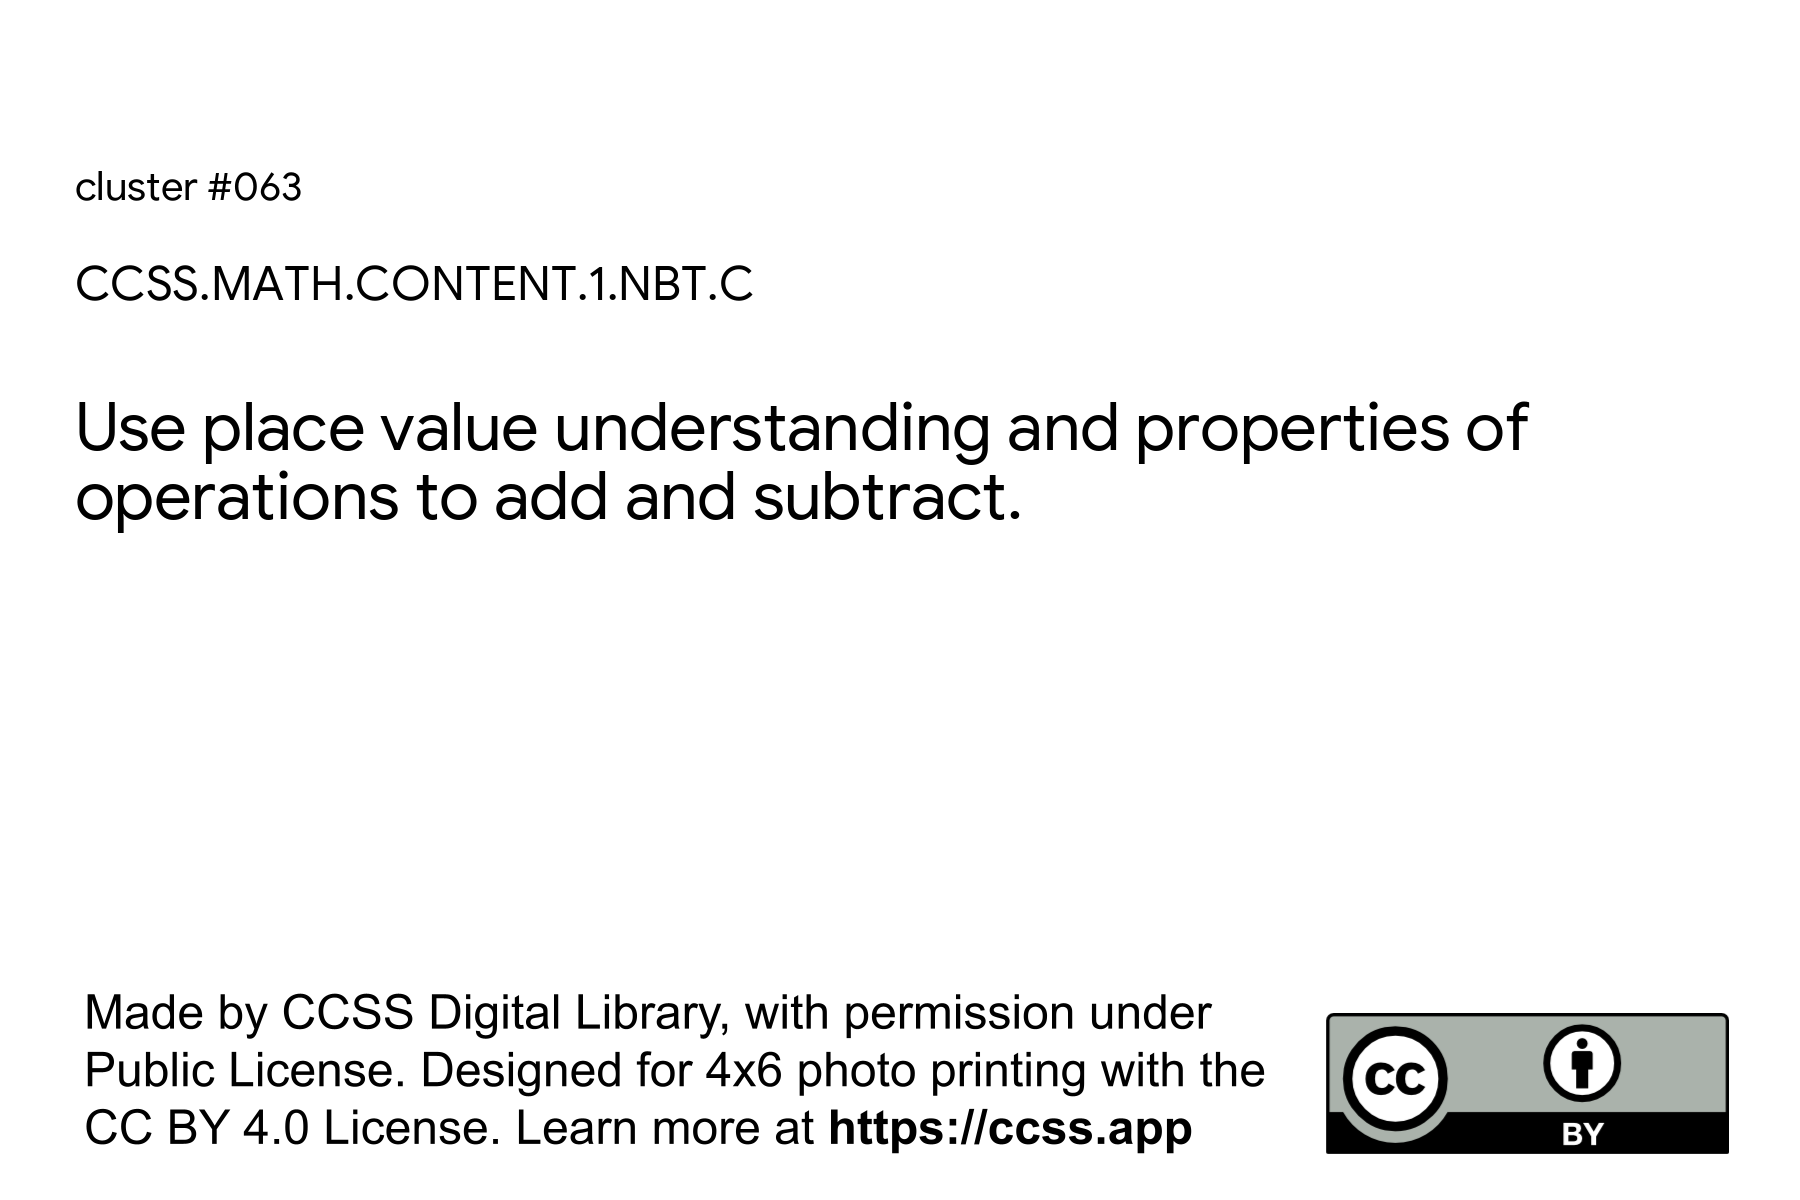 cluster #063
CCSS.MATH.CONTENT.1.NBT.C
Use place value understanding and properties of
operations to add and subtract.
Made by CCSS Digital Library, with permission under
Public License. Designed for 4x6 photo printing with the
CC BY 4.0 License. Learn more at https://ccss.app
CC
BY